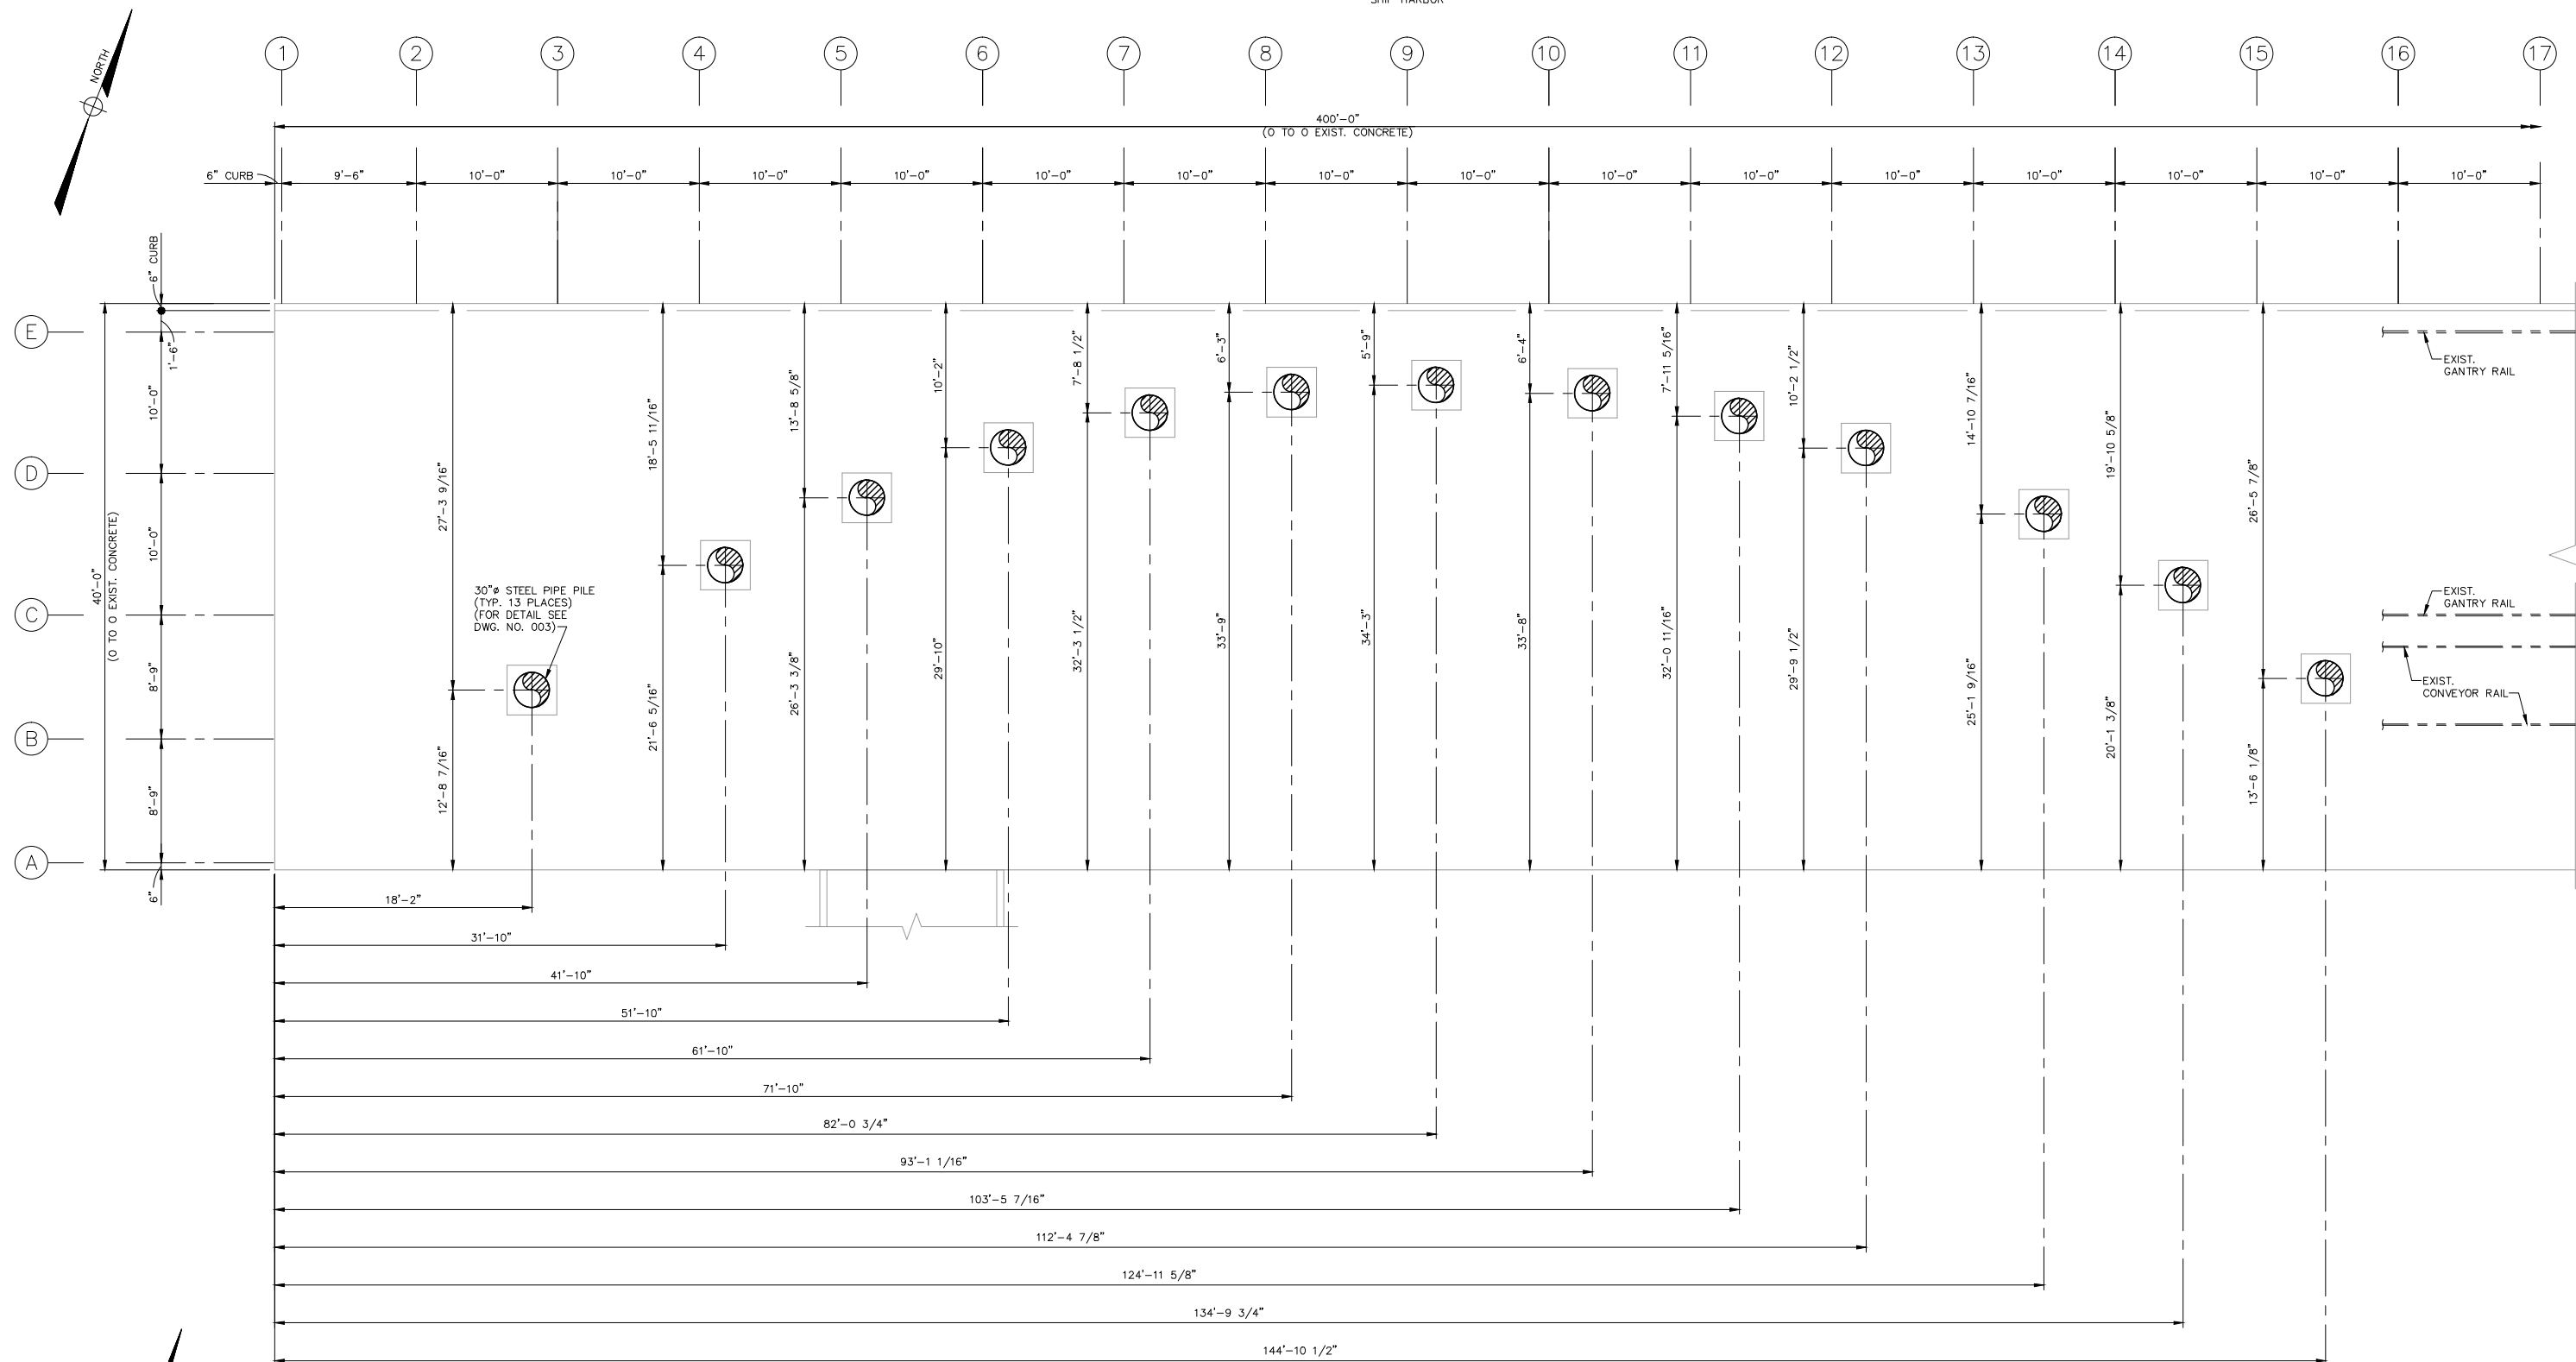 SHIP HARBOR
NORTH
1 2 3 4 5 6 7 8 9 10 11 12 13 14 15 16 17
400'-0"
(O TO O EXIST. CONCRETE)
6" CURB 9'-6" 10'-0" 10'-0" 10'-0" 10'-0" 10'-0" 10'-0" 10'-0" 10'-0" 10'-0" 10'-0" 10'-0" 10'-0" 10'-0" 10'-0" 10'-0"
6" CURB
E
1'-6"
10'-0"
D
10'-0"
C
8'-9"
B
8'-9"
A
6"
40'-0"
(O TO O EXIST. CONCRETE)
27'-3 9/16"
12'-8 7/16"
18'-5 11/16"
21'-6 5/16"
13'-8 5/8"
26'-3 3/8"
10'-2"
29'-10"
7'-8 1/2"
32'-3 1/2"
6'-3"
33'-9"
5'-9"
34'-3"
6'-4"
33'-8"
7'-11 5/16"
32'-0 11/16"
10'-2 1/2"
29'-9 1/2"
14'-10 7/16"
25'-1 9/16"
19'-10 5/8"
20'-1 3/8"
26'-5 7/8"
13'-6 1/8"
30"ø STEEL PIPE PILE
(TYP. 13 PLACES)
(FOR DETAIL SEE
DWG. NO. 003)
EXIST.
GANTRY RAIL
EXIST.
GANTRY RAIL
EXIST.
CONVEYOR RAIL
18'-2"
31'-10"
41'-10"
51'-10"
61'-10"
71'-10"
82'-0 3/4"
93'-1 1/16"
103'-5 7/16"
112'-4 7/8"
124'-11 5/8"
134'-9 3/4"
144'-10 1/2"